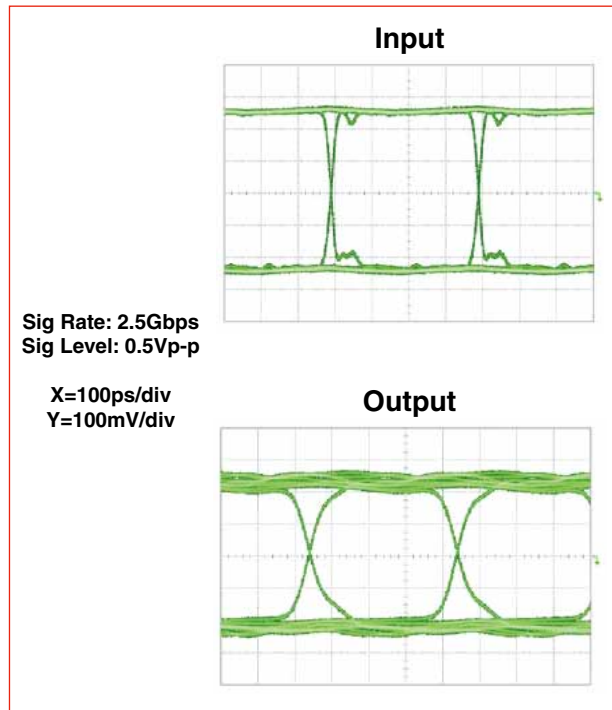 Input
Sig Rate: 2.5Gbps
Sig Level: 0.5Vp-p
X=100ps/div
Y=100mV/div
Output